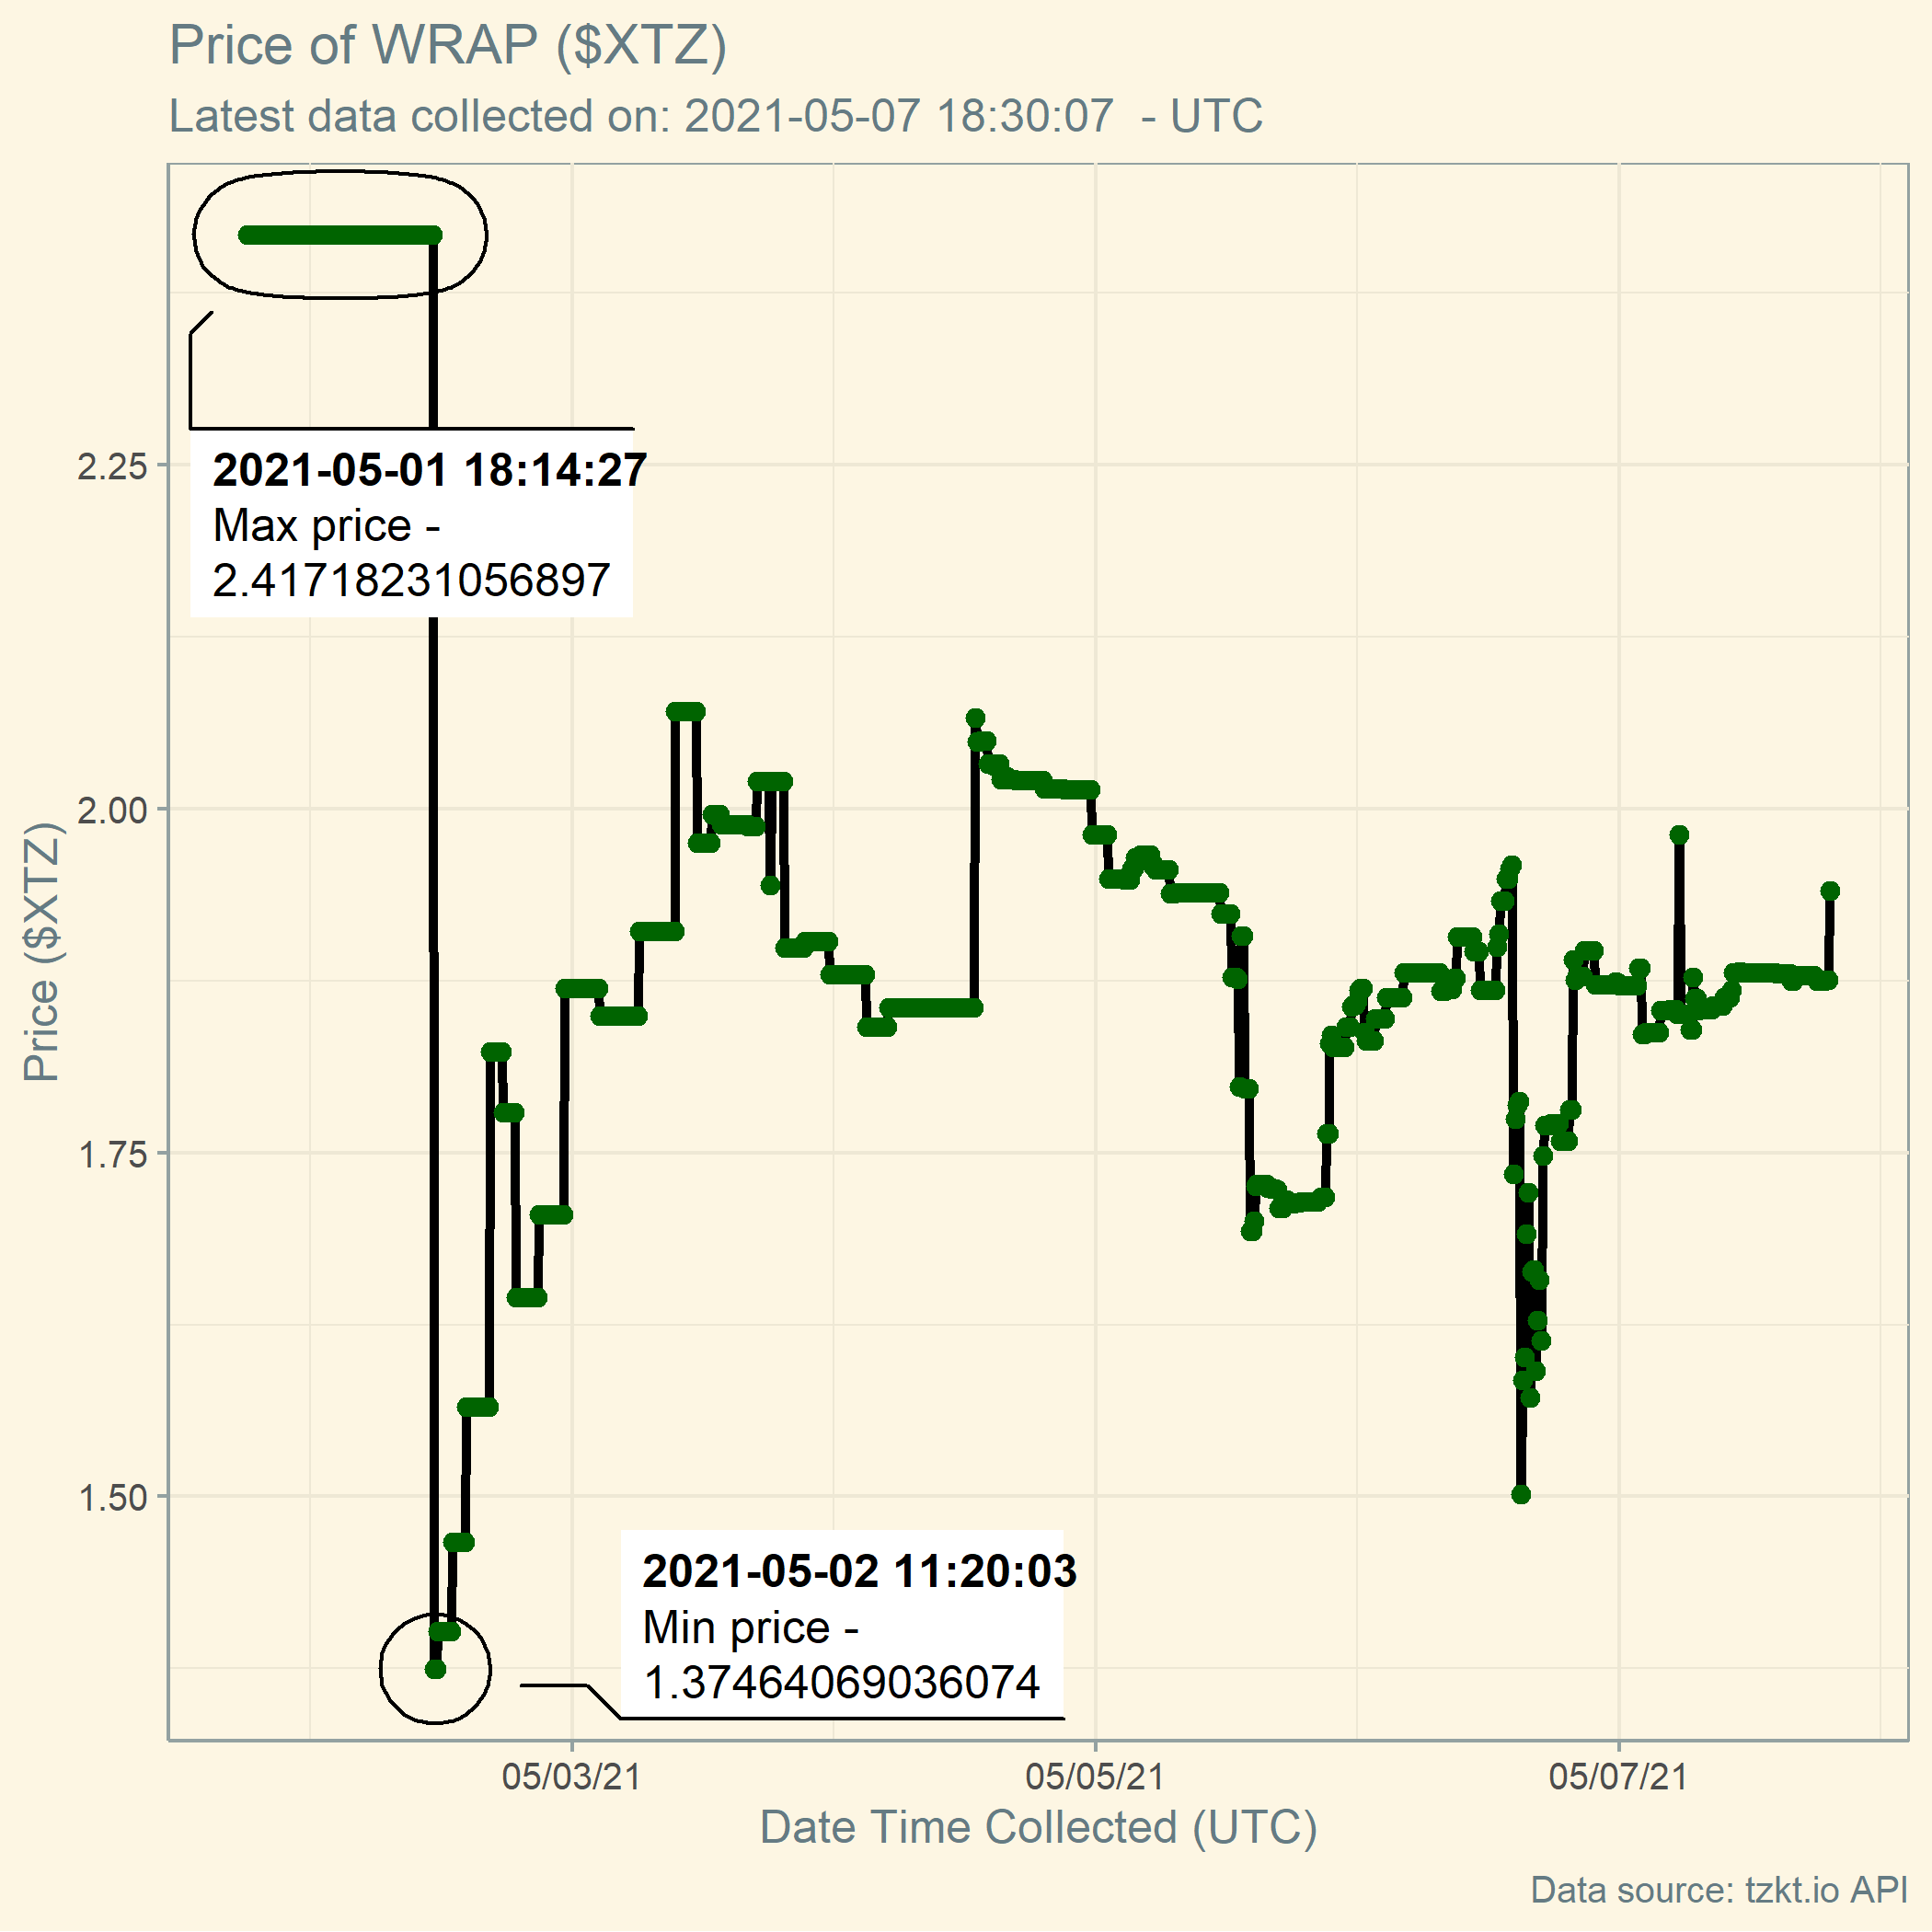 Price of WRAP ($XTZ)
Latest data collected on: 2021-05-07 18:30:07  - UTC
2021-05-01 18:14:27
Max price -
2.41718231056897
2.25
2.00
1.75
1.50
Price ($XTZ)
2021-05-02 11:20:03
Min price -
1.37464069036074
05/03/21
05/05/21
05/07/21
Date Time Collected (UTC)
Data source: tzkt.io API